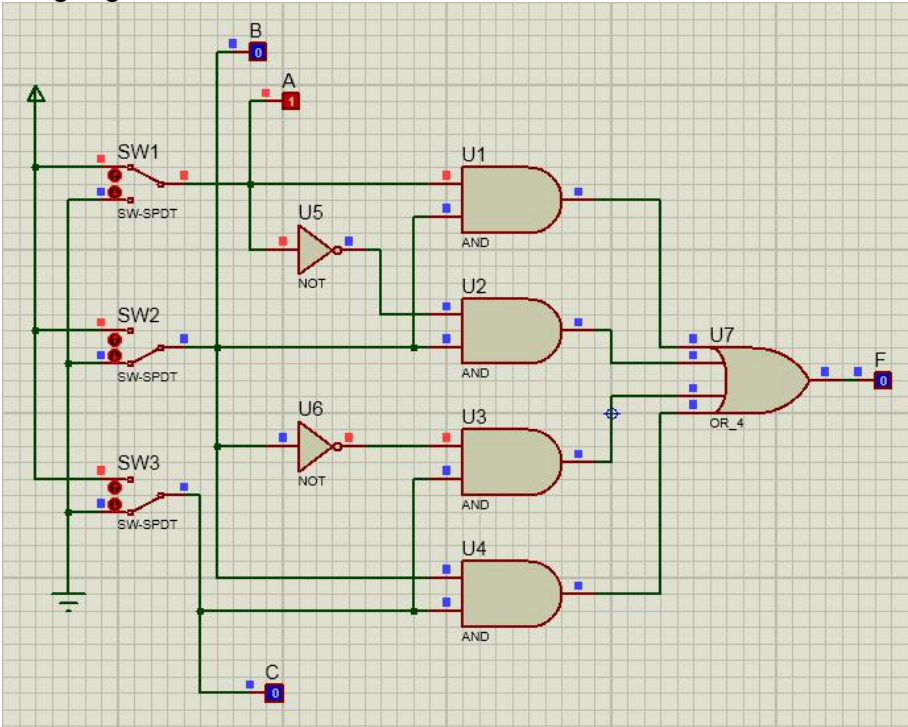 B
0
A
1
SW1
SW-SPDT
U1
AND
U5
NOT
U2
AND
SW2
SW-SPDT
U7
OR_4
F
0
U6
NOT
U3
AND
SW3
SW-SPDT
U4
AND
C
0